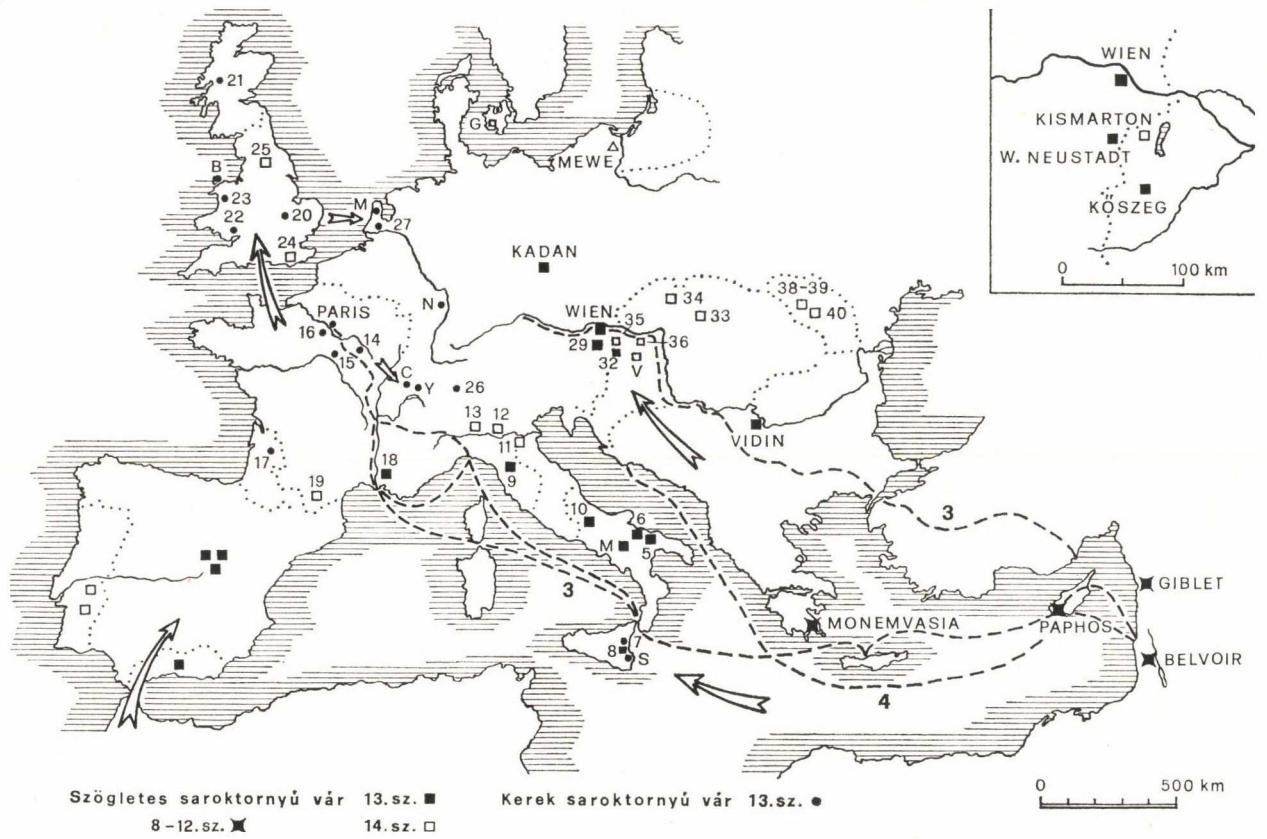 21
25
B
23
22
20
24
M
27
G
MEWE
KADAN
N
PARIS
16
15
14
C
Y
26
WIEN
35
29
32
36
V
34
33
38-39
40
13
12
11
9
17
18
19
10
M
6
5
VIDIN
3
3
8
S
MONEMVASIA
PAPHOS
GIBLET
BELVOIR
4
WIEN
KISMARTON
W. NEUSTADT
KŐSZEG
0 100 km
0 500 km
Szögletes saroktornyú vár 13. sz. ■ Kerek saroktornyú vár 13. sz. ●
8-12. sz. 14. sz. □